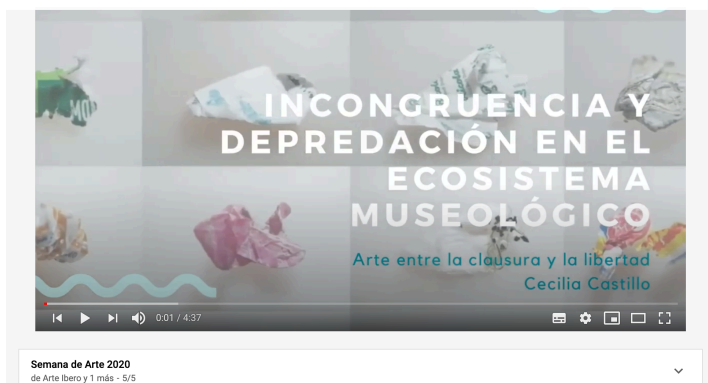 INCONGRUENCIA Y
DEPREDACIÓN EN EL
ECOSISTEMA
MUSEOLÓGICO
Arte entre la clausura y la libertad
Cecilia Castillo
0:01 / 4:37
Semana de Arte 2020
de Arte Ibero y 1 más - 5/5